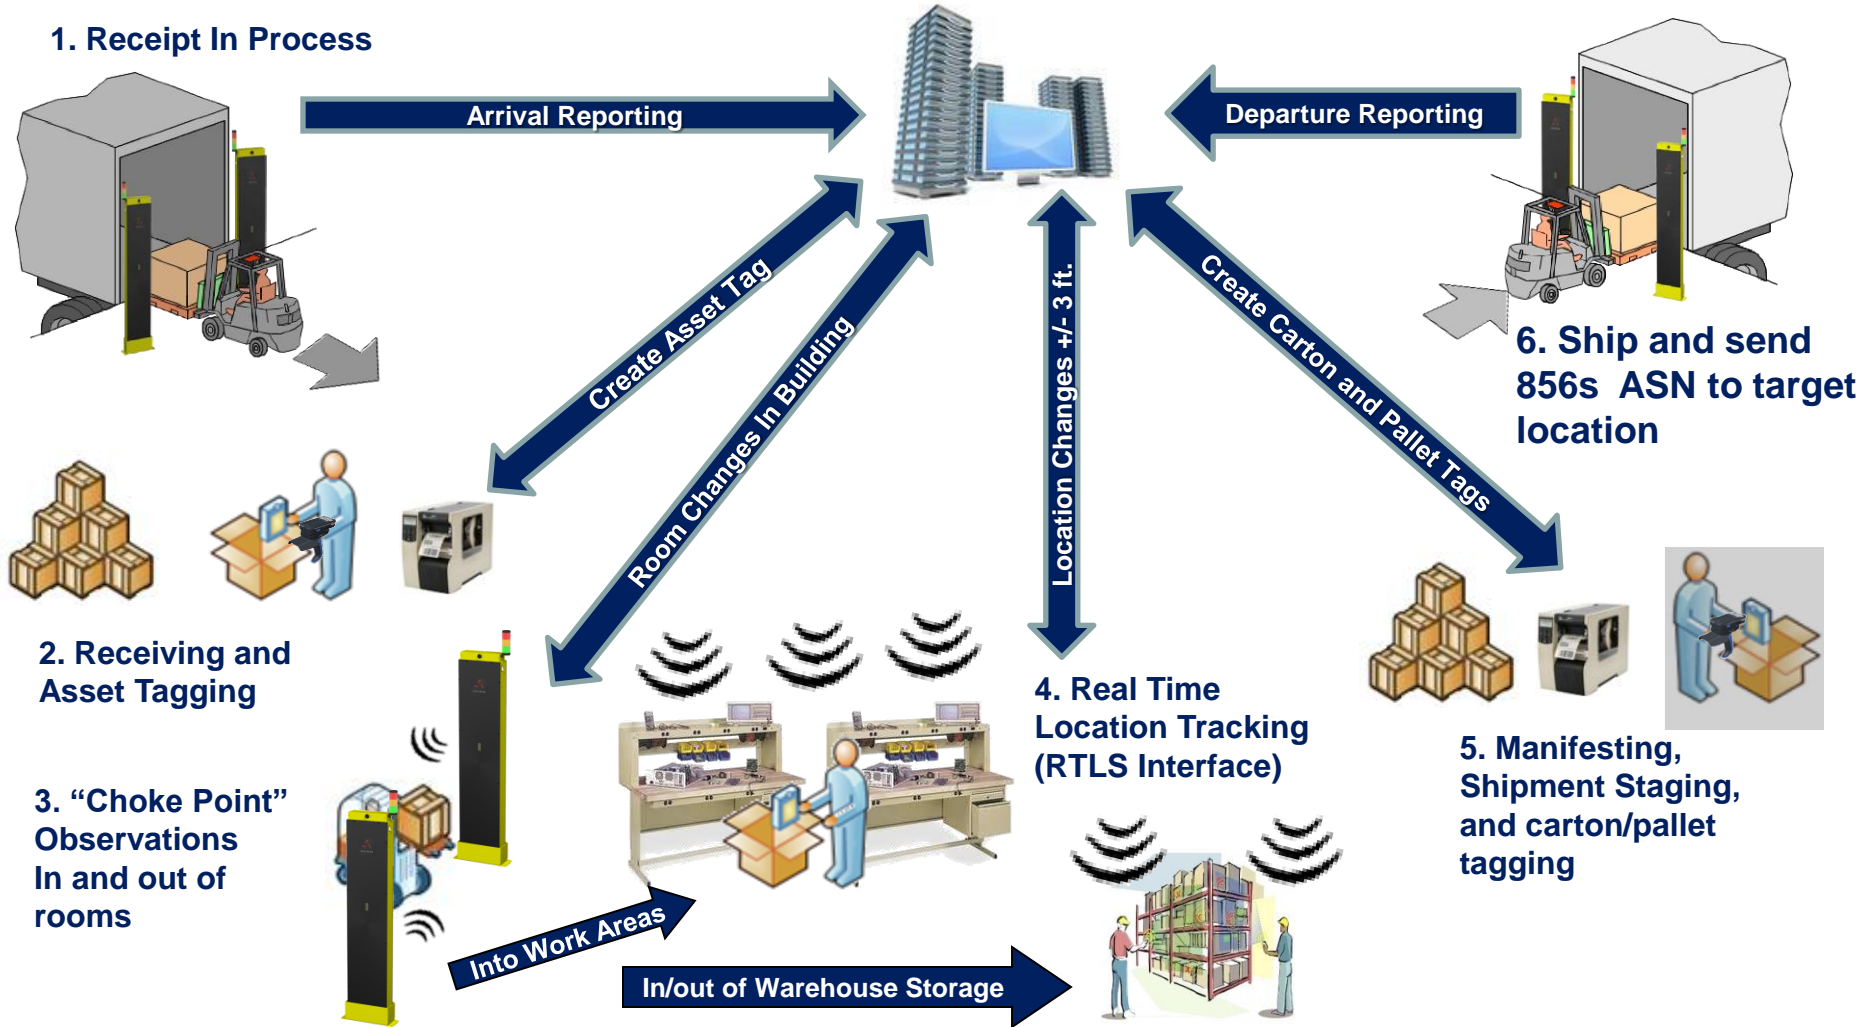 1. Receipt In Process
Arrival Reporting
Departure Reporting
Create Asset Tag
Room Changes In Building
Location Changes +/- 3 ft.
Create Carton and Pallet Tags
6. Ship and send
856s  ASN to target
location
2. Receiving and
Asset Tagging
3. “Choke Point”
Observations
In and out of
rooms
4. Real Time
Location Tracking
(RTLS Interface)
5. Manifesting,
Shipment Staging,
and carton/pallet
tagging
Into Work Areas
In/out of Warehouse Storage